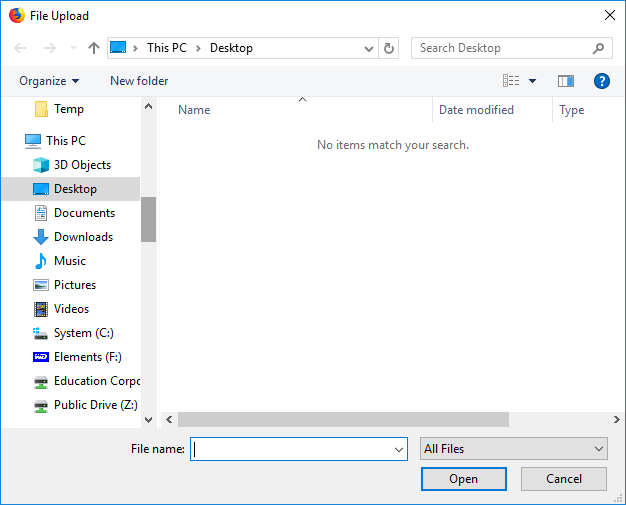 File Upload
This PC > Desktop
Search Desktop
Organize
New folder
Name
Date modified
Type
No items match your search.
Temp
This PC
3D Objects
Desktop
Documents
Downloads
Music
Pictures
Videos
System (C:)
WD Elements (F:)
Education Corpo
Public Drive (Z:)
File name:
All Files
Open
Cancel